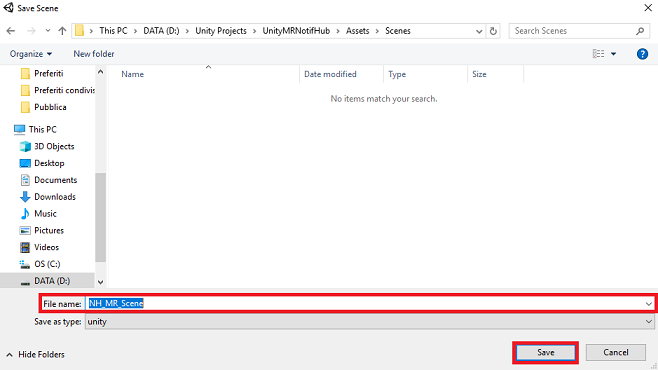 Save Scene
This PC > DATA (D:) > Unity Projects > UnityMRNotifHub > Assets > Scenes
Search Scenes
Organize
New folder
?
Preferiti
Preferiti condivis
Pubblica
This PC
3D Objects
Desktop
Documents
Downloads
Music
Pictures
Videos
OS (C:)
DATA (D:)
Name Date modified Type Size
No items match your search.
File name: NH_MR_Scene
Save as type: unity
Hide Folders
Save Cancel